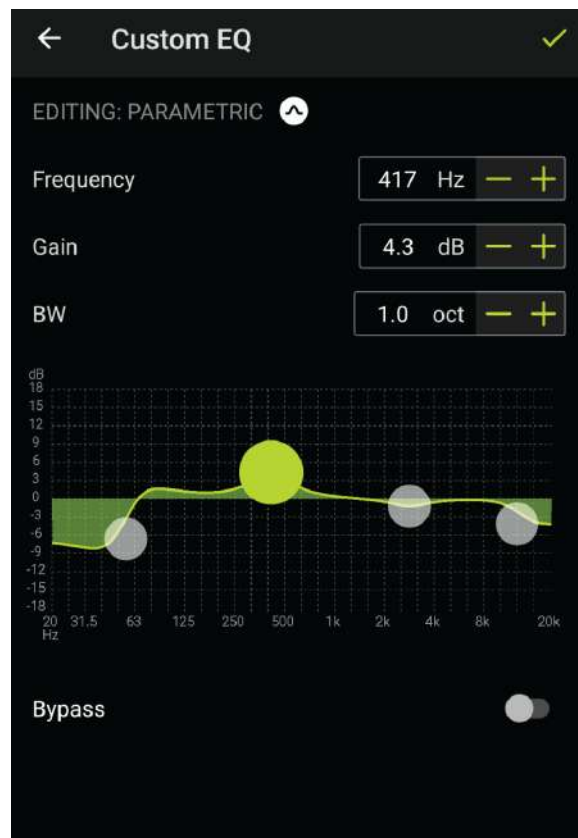 Custom EQ
EDITING: PARAMETRIC
Frequency 417 Hz
Gain 4.3 dB
BW 1.0 oct
dB
18
15
12
9
6
3
0
-3
-6
-9
-12
-15
-18
20 31.5 63 125 250 500 1k 2k 4k 8k 20k
Hz
Bypass